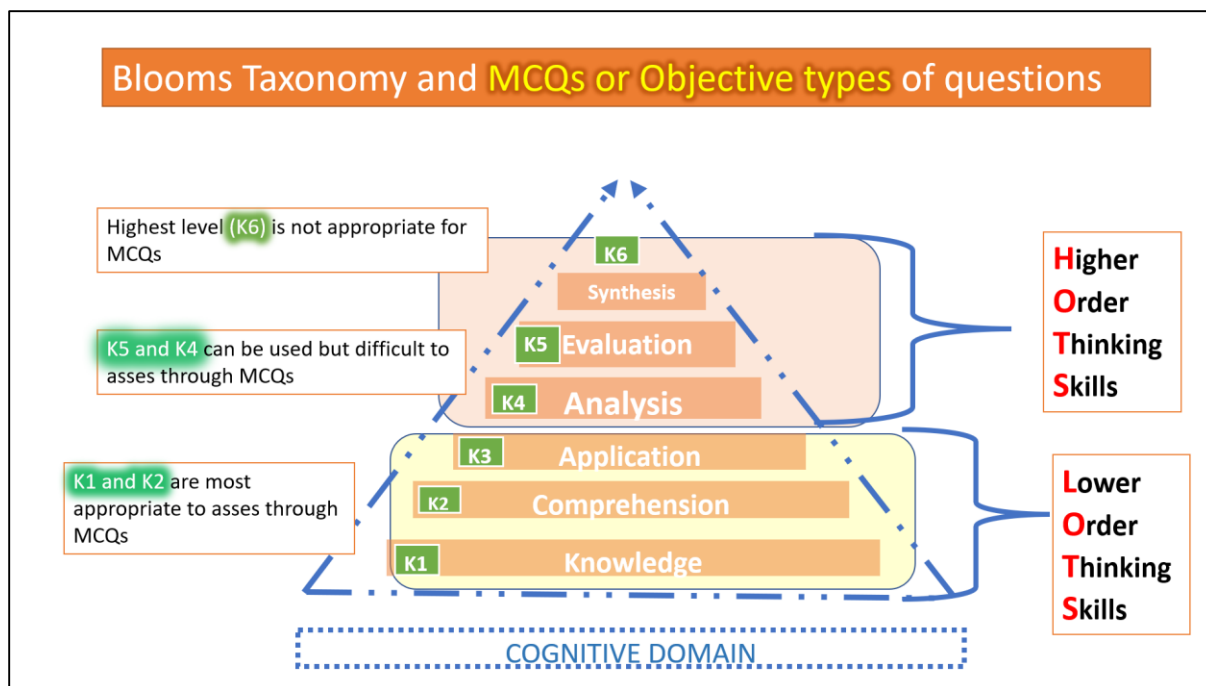 Blooms Taxonomy and MCQs or Objective types of questions
Highest level (K6) is not appropriate for
MCQs
K5 and K4 can be used but difficult to
asses through MCQs
K1 and K2 are most
appropriate to asses through
MCQs
K6
Synthesis
K5 Evaluation
K4 Analysis
K3 Application
K2 Comprehension
K1 Knowledge
Higher
Order
Thinking
Skills
Lower
Order
Thinking
Skills
COGNITIVE DOMAIN